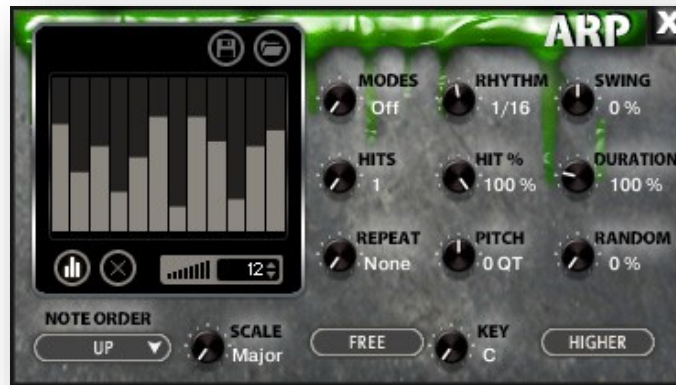 ARP X
MODES RHYTHM SWING
Off 1/16 0 %
HITS HIT % DURATION
1 100 % 100 %
REPEAT PITCH RANDOM
None 0 QT 0 %
12
NOTE ORDER
UP
SCALE
Major
FREE
KEY
C
HIGHER